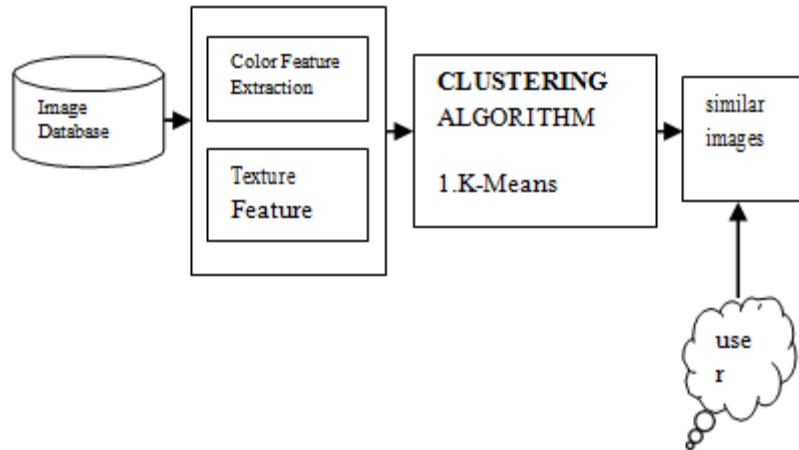 Image
Database
Color Feature
Extraction
Texture
Feature
CLUSTERING
ALGORITHM
1.K-Means
similar
images
use
r